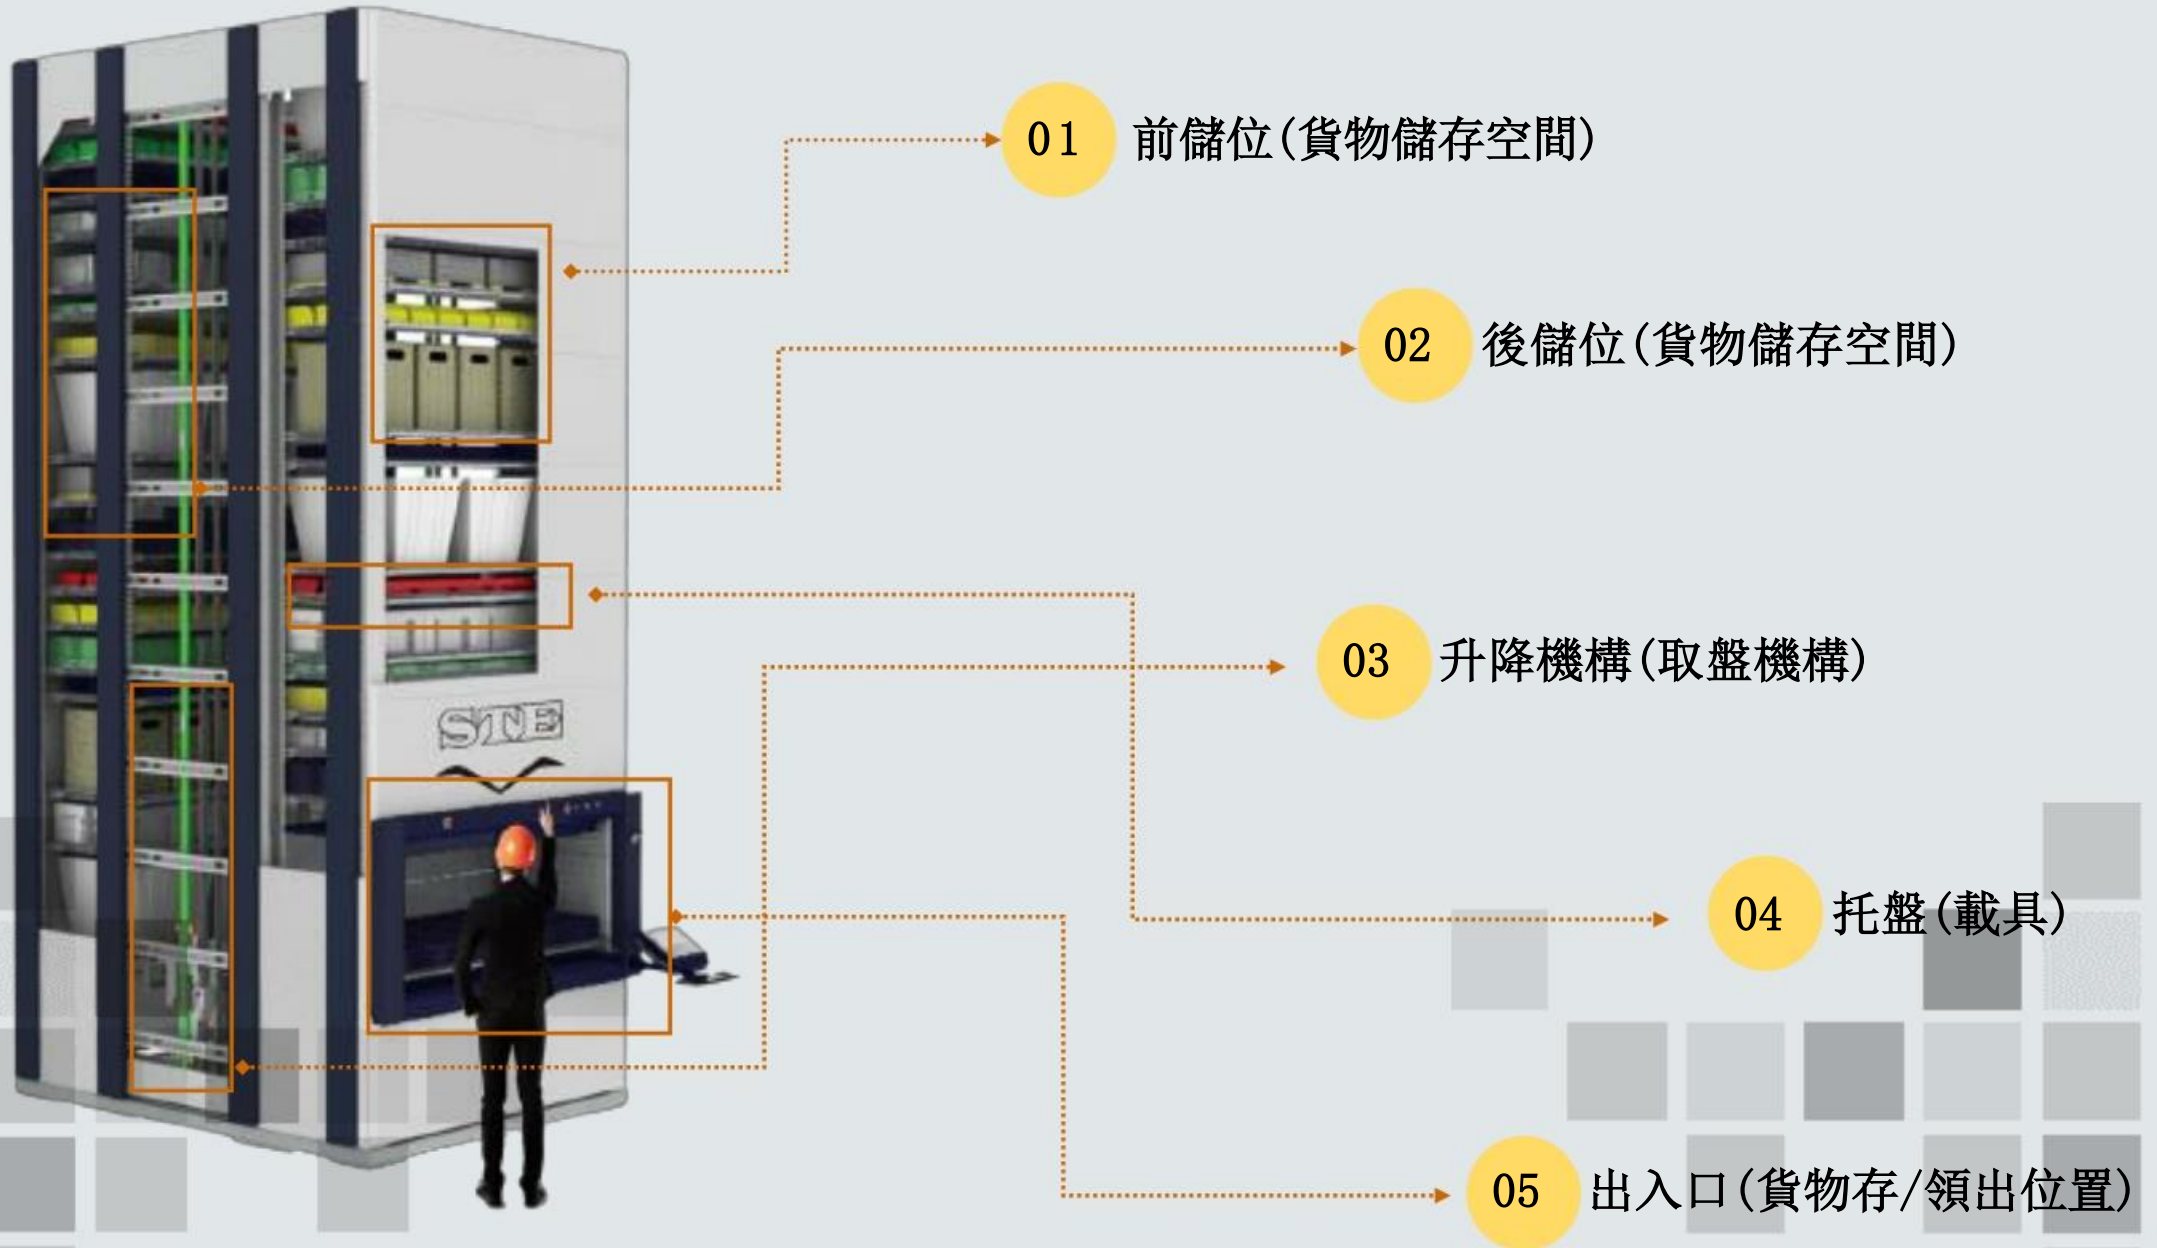 01 前儲位(貨物儲存空間)
02 後儲位(貨物儲存空間)
03 升降機構(取盤機構)
STE
04 托盤(載具)
05 出入口(貨物存/領出位置)